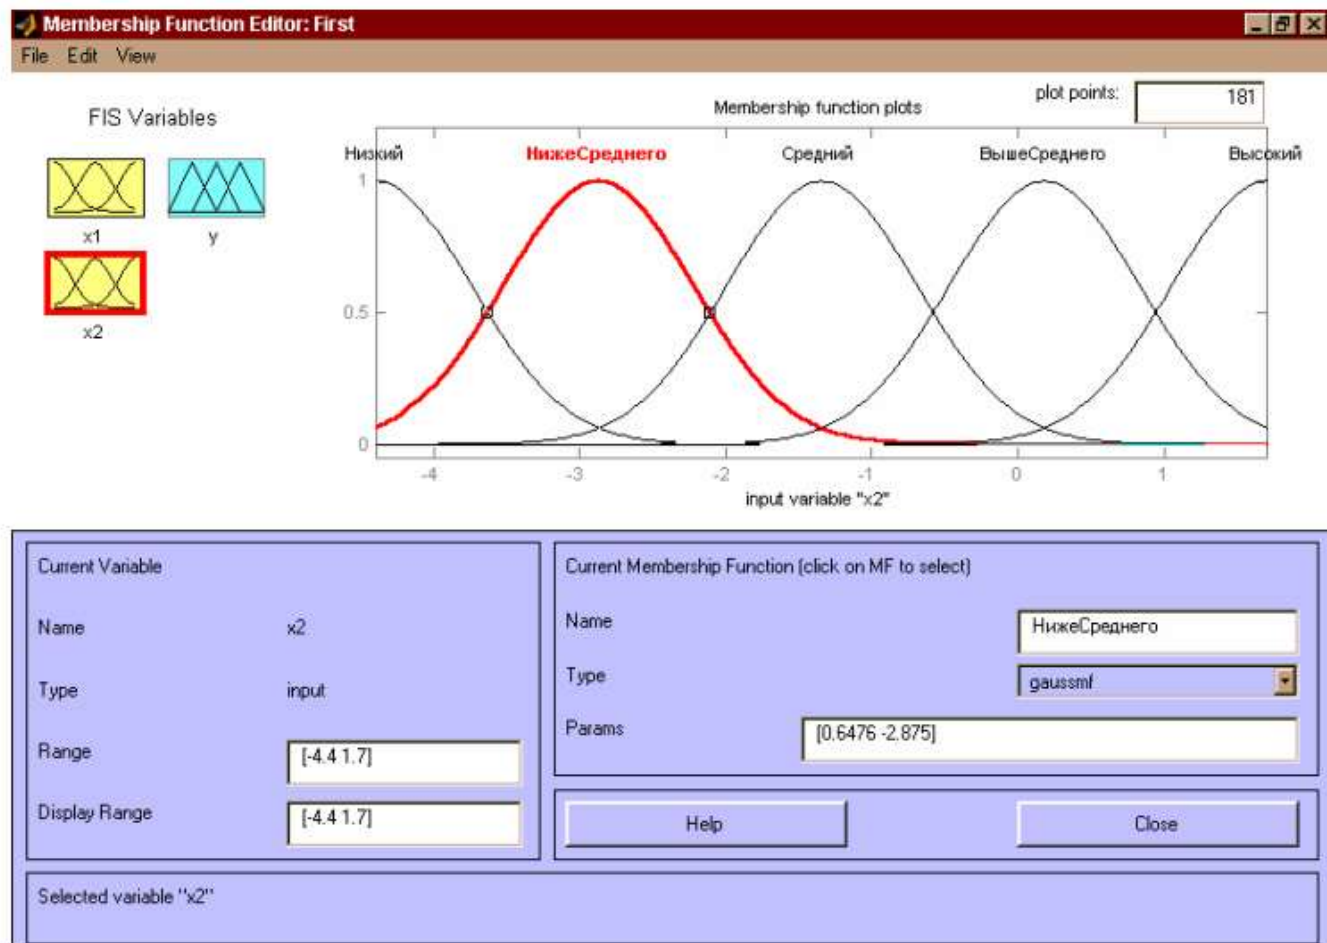 Membership Function Editor: First
File Edit View
FIS Variables
x1
y
x2
Membership function plots
plot points:
181
Низкий
НижеСреднего
Средний
ВышеСреднего
Высокий
1
0.5
0
-4
-3
-2
-1
0
1
input variable "x2"
Current Variable
Name
x2
Type
input
Range
[-4.4 1.7]
Display Range
[-4.4 1.7]
Current Membership Function (click on MF to select)
Name
НижеСреднего
Type
gaussmf
Params
[0.6476 -2.875]
Help
Close
Selected variable "x2"